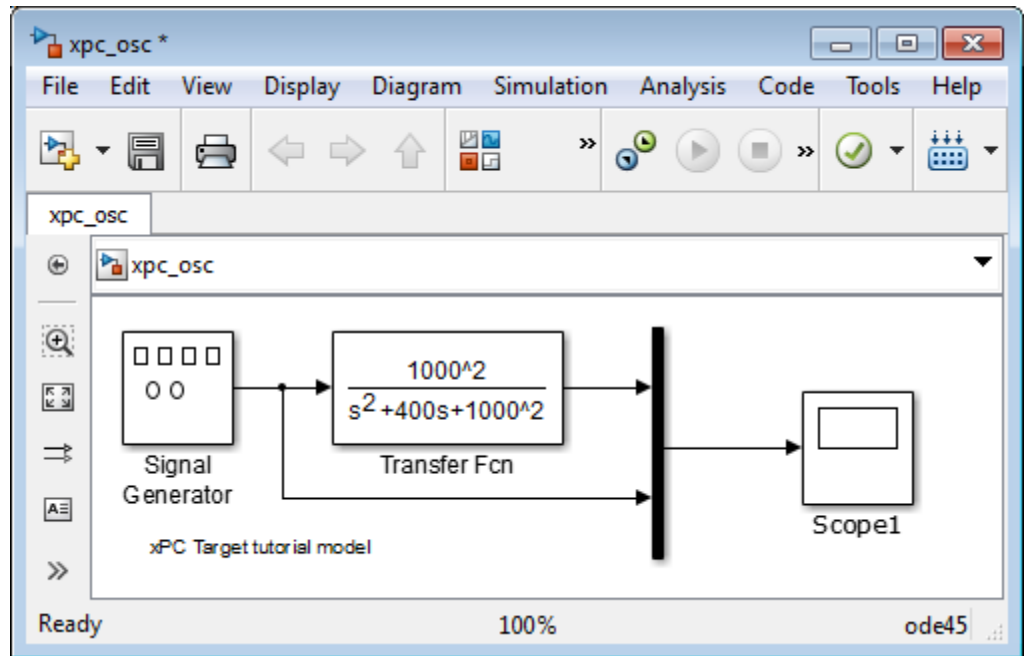 xpc_osc *
File Edit View Display Diagram Simulation Analysis Code Tools Help
xpc_osc
xpc_osc
1000^2
s2+400s+1000^2
Signal
Generator
Transfer Fcn
Scope1
xPC Target tutorial model
Ready 100% ode45